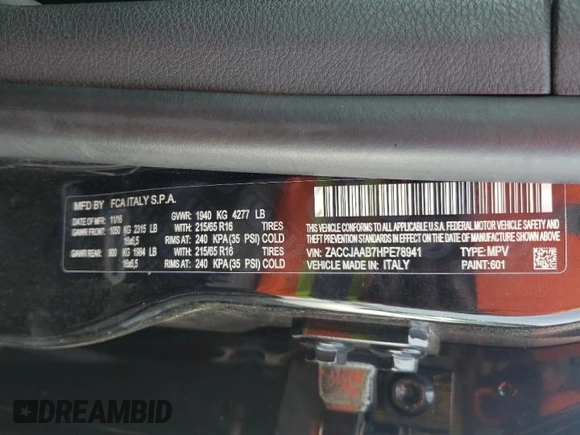 MFD BY FCA ITALY S.P.A.
DATE OF MFR: 11/16 GVWR: 1940 KG 4277 LB
GAWR FRONT: 1050 KG 2315 LB WITH: 215/65 R16 TIRES
16x6,5 RIMS AT: 240 KPA (35 PSI) COLD
GAWR REAR: 900 KG 1984 LB WITH: 215/65 R16 TIRES
16x6,5 RIMS AT: 240 KPA (35 PSI) COLD
THIS VEHICLE CONFORMS TO ALL APPLICABLE U.S.A. FEDERAL MOTOR VEHICLE SAFETY
AND THEFT PREVENTION STANDARDS IN EFFECT ON THE DATE OF MANUFACTURE SHOWN ABOVE
VIN: ZACCJAAB7HPE78941 TYPE: MPV
VEHICLE MADE IN: ITALY PAINT: 601
DREAMBID